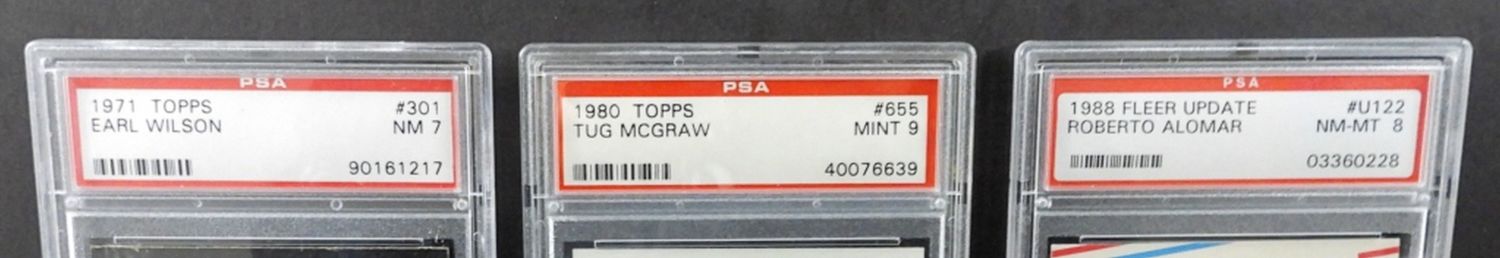 PSA
1971 TOPPS #301
EARL WILSON NM 7
90161217
PSA
1980 TOPPS #655
TUG MCGRAW MINT 9
40076639
PSA
1988 FLEER UPDATE #U122
ROBERTO ALOMAR NM-MT 8
03360228